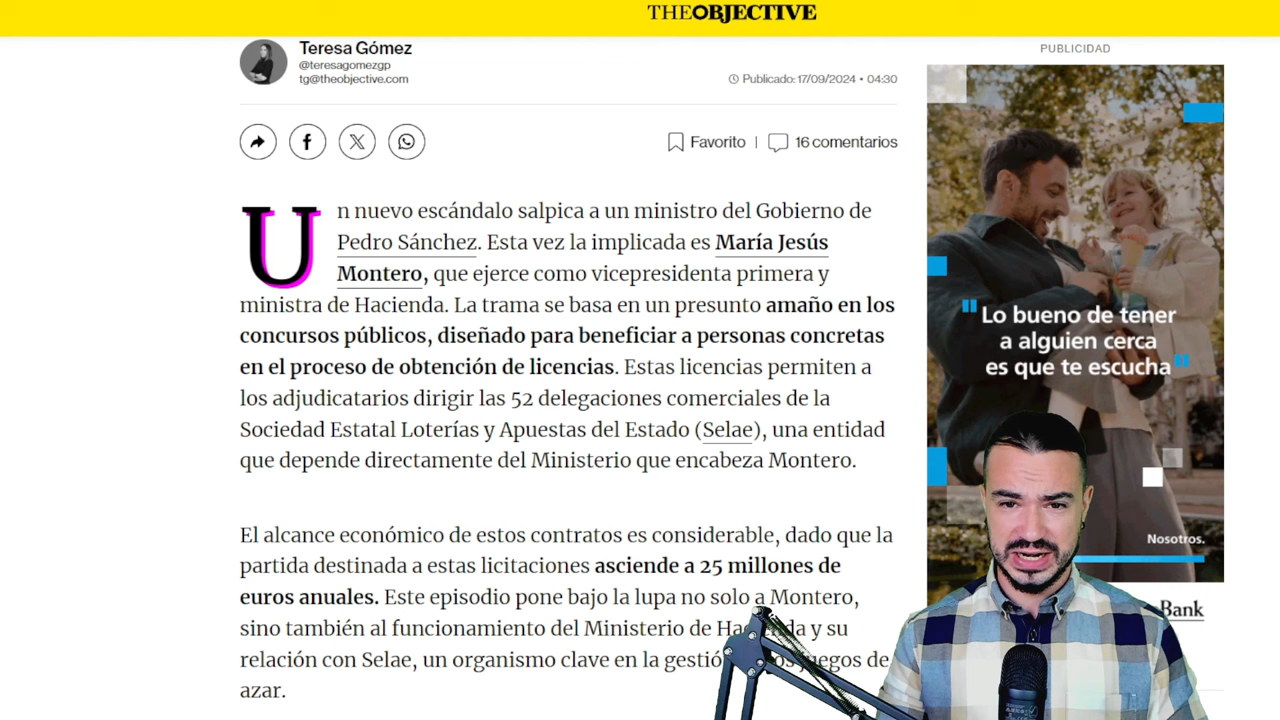 THEOBJECTIVE
Teresa Gómez
@teresagomezgp
tg@theobjective.com
Publicado: 17/09/2024 • 04:30
Favorito | 16 comentarios
Un nuevo escándalo salpica a un ministro del Gobierno de
Pedro Sánchez. Esta vez la implicada es María Jesús
Montero, que ejerce como vicepresidenta primera y
ministra de Hacienda. La trama se basa en un presunto amaño en los
concursos públicos, diseñado para beneficiar a personas concretas
en el proceso de obtención de licencias. Estas licencias permiten a
los adjudicatarios dirigir las 52 delegaciones comerciales de la
Sociedad Estatal Loterías y Apuestas del Estado (Selae), una entidad
que depende directamente del Ministerio que encabeza Montero.
El alcance económico de estos contratos es considerable, dado que la
partida destinada a estas licitaciones asciende a 25 millones de
euros anuales. Este episodio pone bajo la lupa no solo a Montero,
sino también al funcionamiento del Ministerio de Hacienda y su
relación con Selae, un organismo clave en la juegos de
azar.
PUBLICIDAD
"Lo bueno de tener
a alguien cerca
es que te escucha"
Nosotros.
Bank